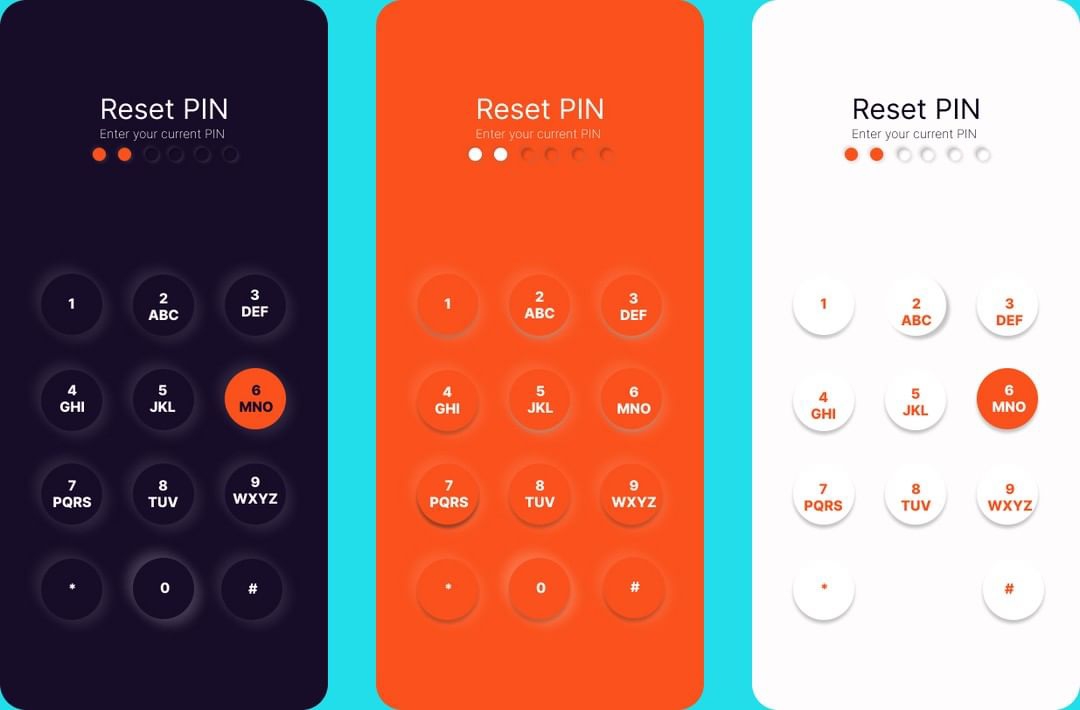 Reset PIN
Enter your current PIN
1
2
ABC
3
DEF
4
GHI
5
JKL
6
MNO
7
PQRS
8
TUV
9
WXYZ
*
0
#
Reset PIN
Enter your current PIN
1
2
ABC
3
DEF
4
GHI
5
JKL
6
MNO
7
PQRS
8
TUV
9
WXYZ
*
0
#
Reset PIN
Enter your current PIN
1
2
ABC
3
DEF
4
GHI
5
JKL
6
MNO
7
PQRS
8
TUV
9
WXYZ
*
#